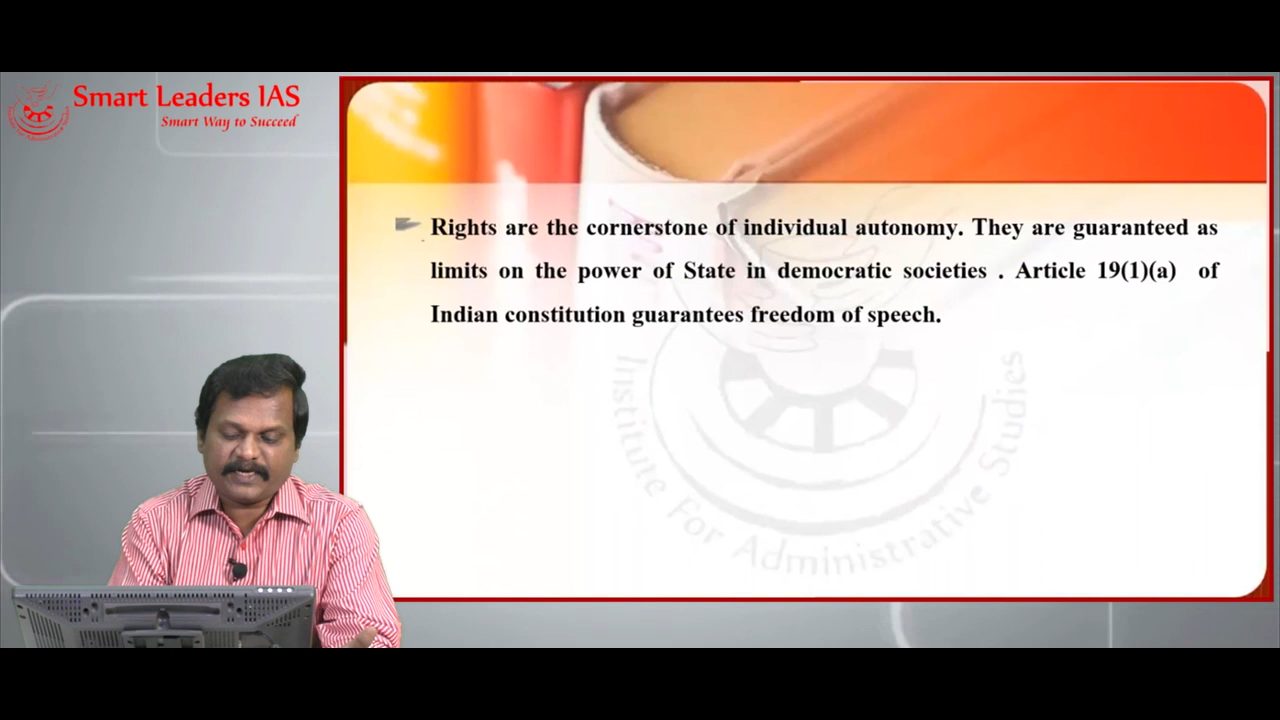 Smart Leaders IAS
Smart Way to Succeed
Rights are the cornerstone of individual autonomy. They are guaranteed as
limits on the power of State in democratic societies . Article 19(1)(a) of
Indian constitution guarantees freedom of speech.
Institute for Administrative Studies